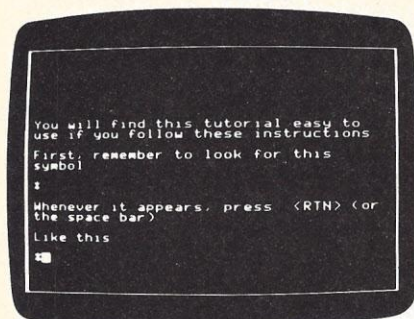 You will find this tutorial easy to
use if you follow these instructions
First, remember to look for this
symbol
:
Whenever it appears, press <RTN> (or
the space bar)
Like this
: